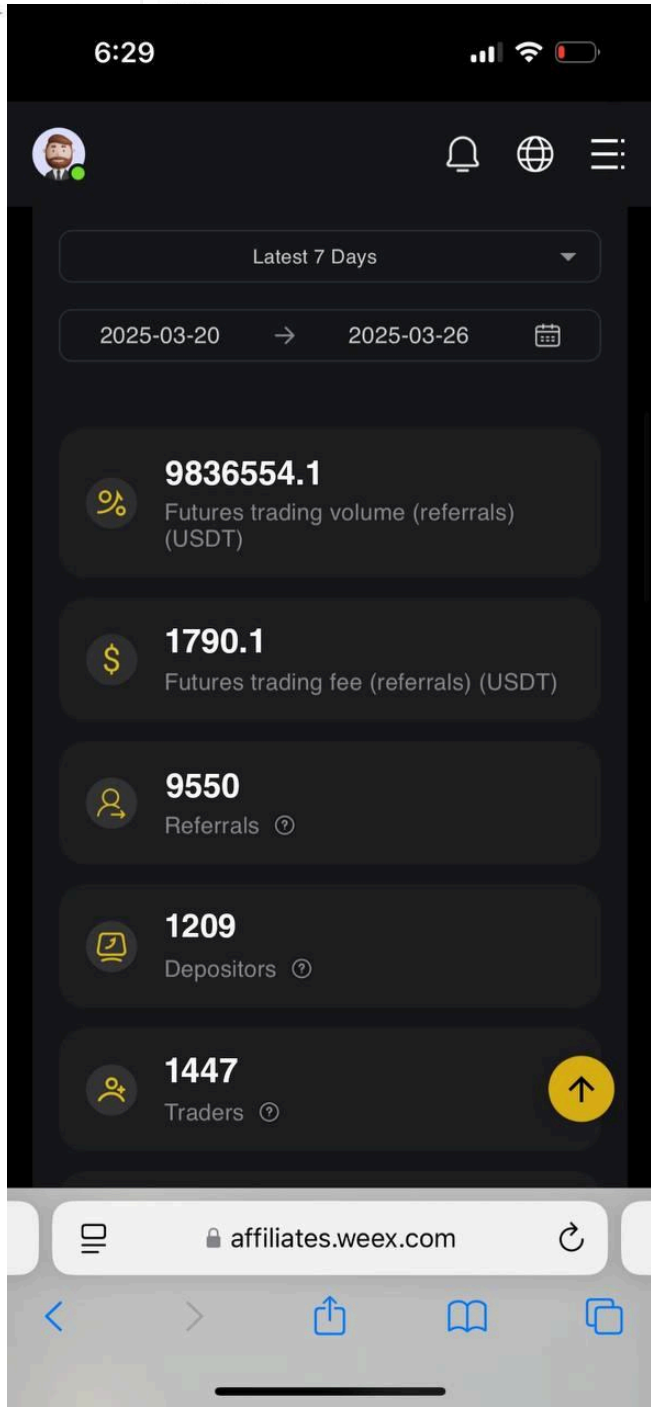 6:29
Latest 7 Days
2025-03-20 → 2025-03-26
9836554.1
Futures trading volume (referrals)
(USDT)
1790.1
Futures trading fee (referrals) (USDT)
9550
Referrals
1209
Depositors
1447
Traders
affiliates.weex.com